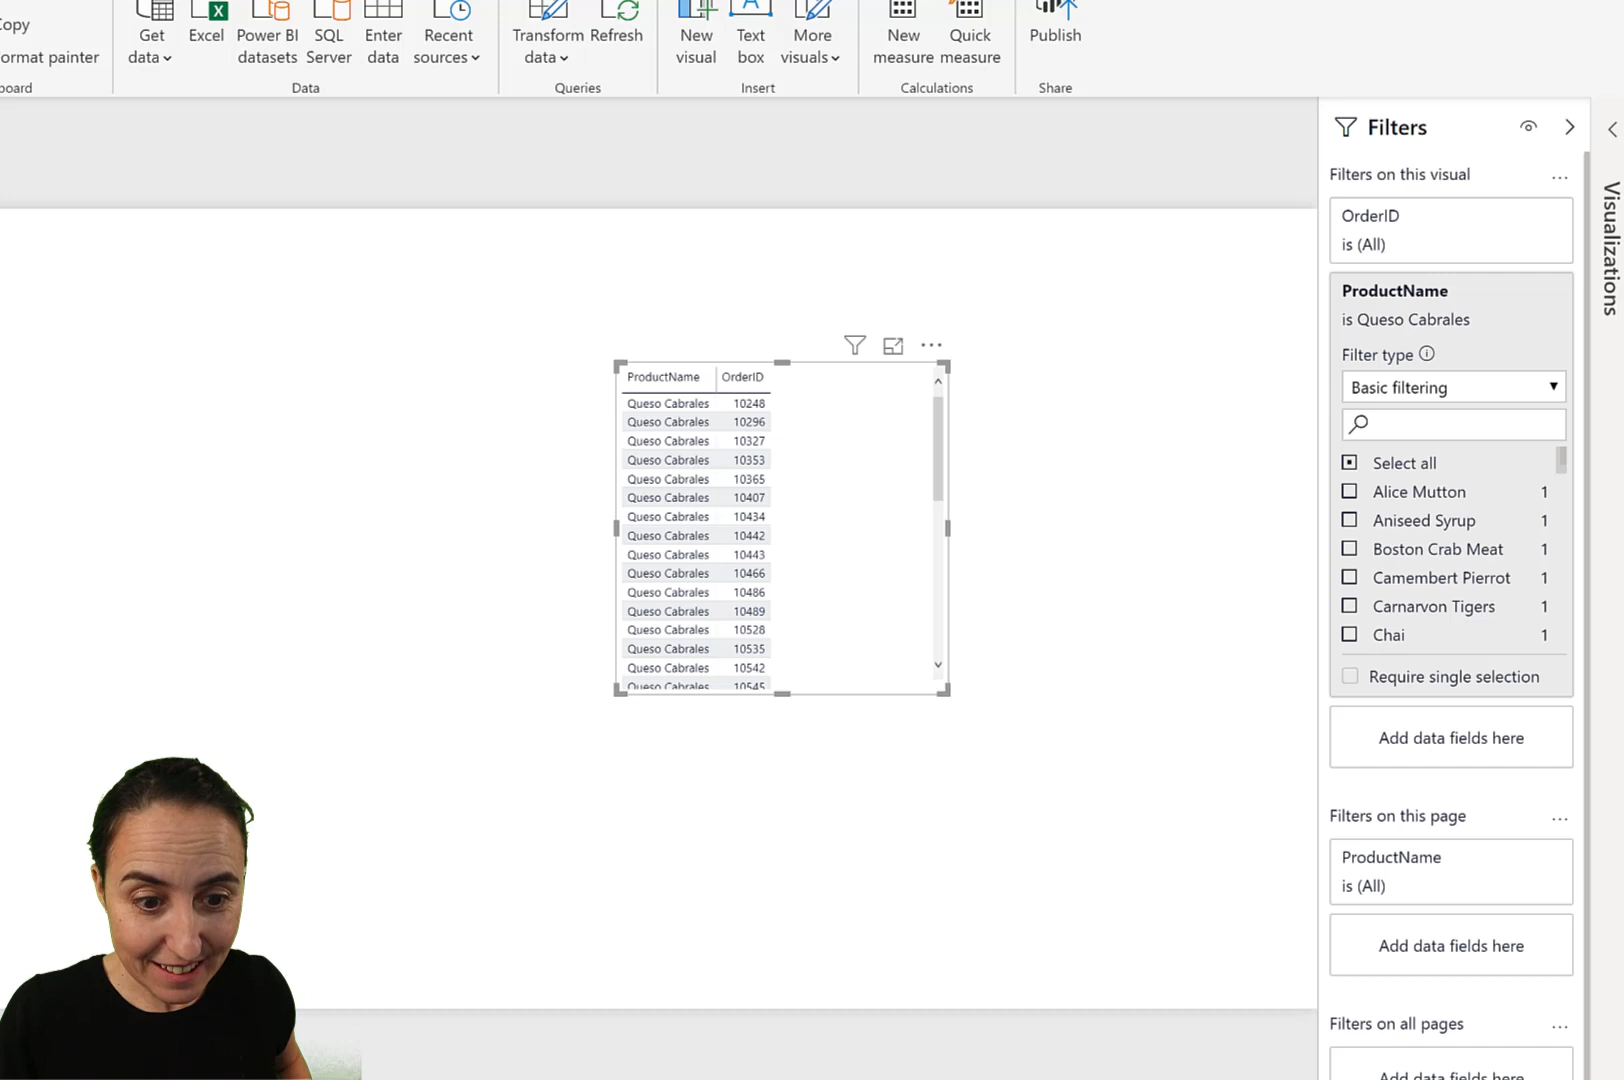 Copy
Format painter
board
Get data
Excel
Power BI datasets
SQL Server
Enter data
Recent sources
Data
Transform data
Refresh
Queries
New visual
Text box
More visuals
Insert
New measure
Quick measure
Calculations
Publish
Share
Filters
Visualizations
Filters on this visual
...
OrderID
is (All)
ProductName
is Queso Cabrales
Filter type
Basic filtering
Select all
Alice Mutton 1
Aniseed Syrup 1
Boston Crab Meat 1
Camembert Pierrot 1
Carnarvon Tigers 1
Chai 1
Require single selection
Add data fields here
Filters on this page
...
ProductName
is (All)
Add data fields here
Filters on all pages
...
Add data fields here
ProductName OrderID
Queso Cabrales 10248
Queso Cabrales 10296
Queso Cabrales 10327
Queso Cabrales 10353
Queso Cabrales 10365
Queso Cabrales 10407
Queso Cabrales 10434
Queso Cabrales 10442
Queso Cabrales 10443
Queso Cabrales 10466
Queso Cabrales 10486
Queso Cabrales 10489
Queso Cabrales 10528
Queso Cabrales 10535
Queso Cabrales 10542
Queso Cabrales 10545